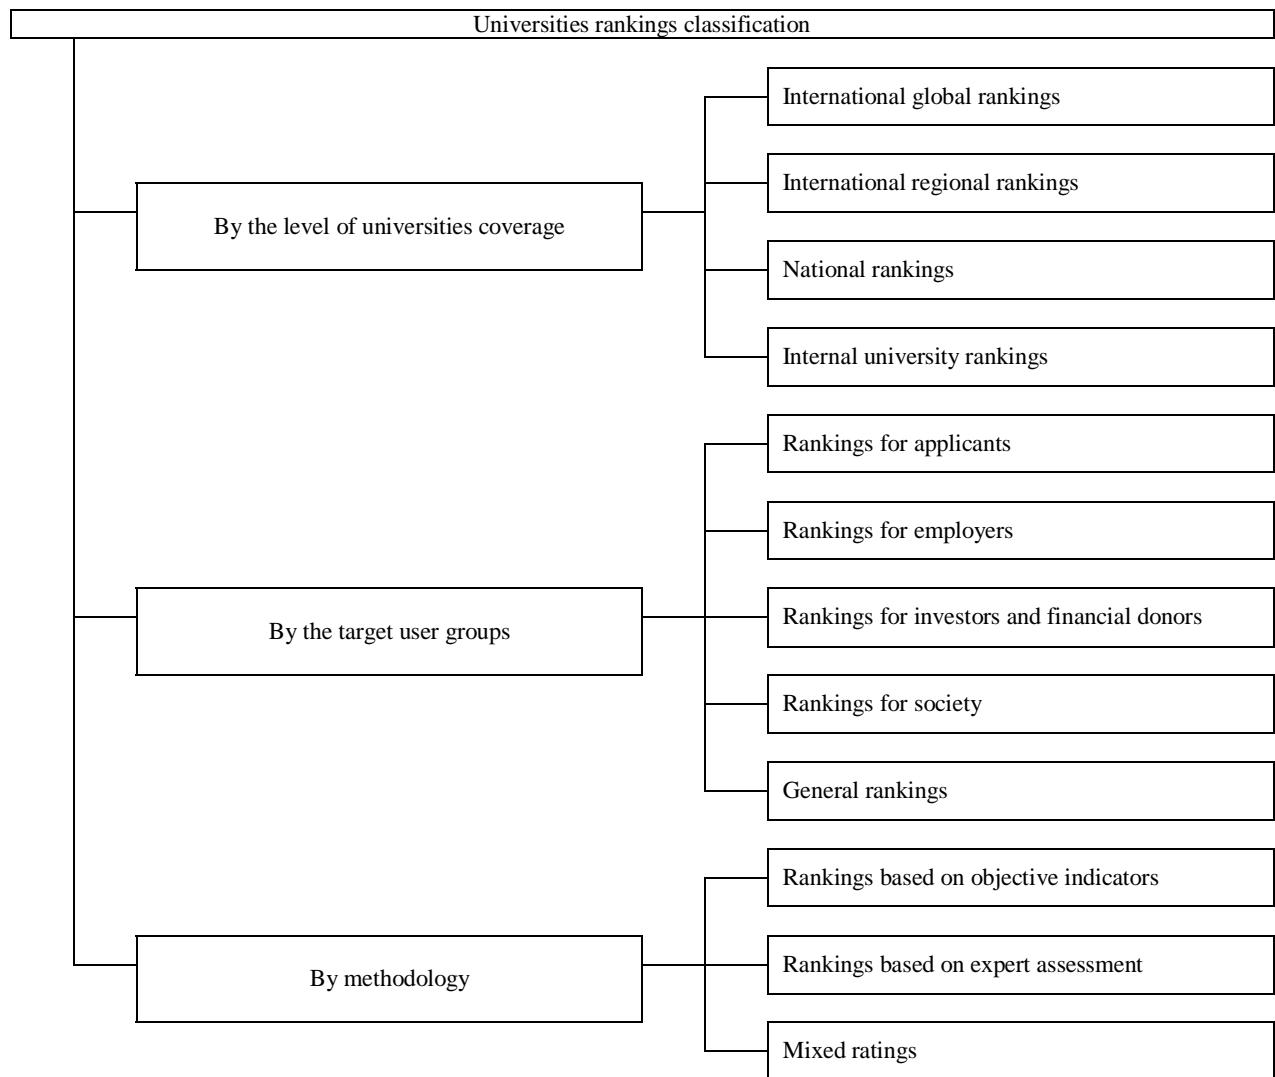 Universities rankings classification
International global rankings
International regional rankings
By the level of universities coverage
National rankings
Internal university rankings
Rankings for applicants
Rankings for employers
Rankings for investors and financial donors
By the target user groups
Rankings for society
General rankings
Rankings based on objective indicators
Rankings based on expert assessment
By methodology
Mixed ratings